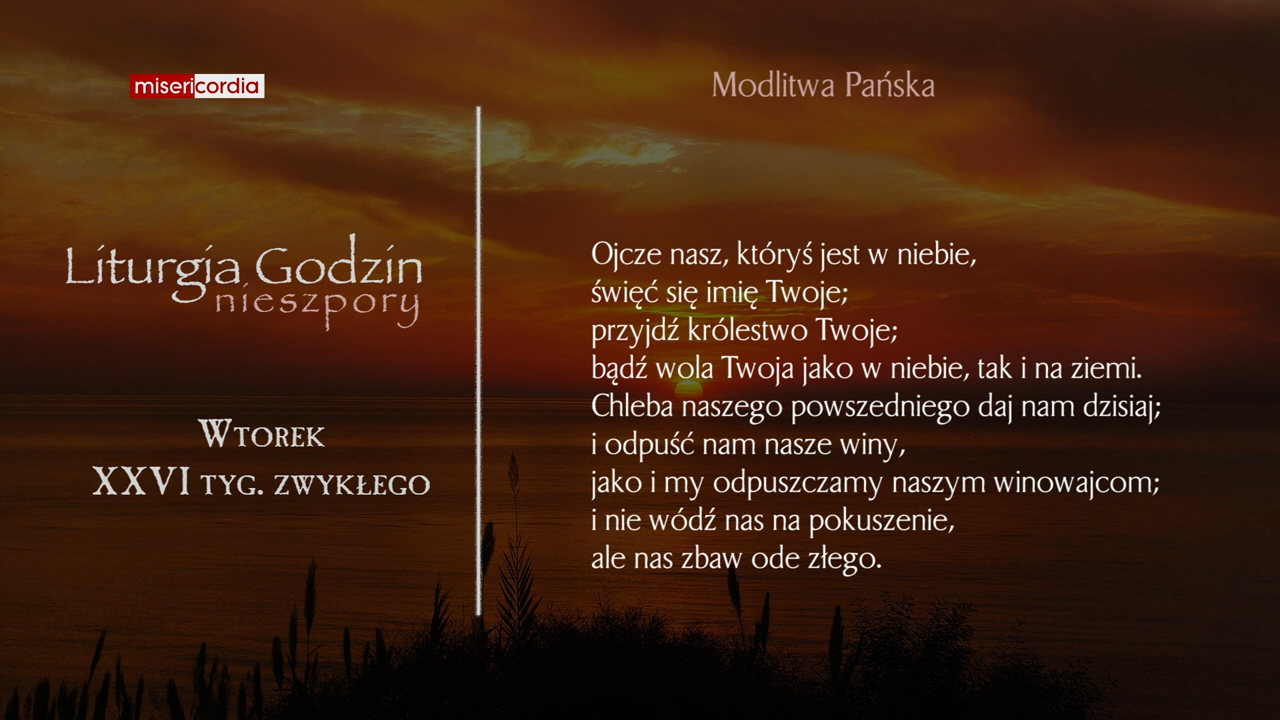 misericordia
Liturgia Godzin
nieszpory
Wtorek
XXVI tyg. zwykłego
Modlitwa Pańska
Ojcze nasz, któryś jest w niebie,
święć się imię Twoje;
przyjdź królestwo Twoje;
bądź wola Twoja jako w niebie, tak i na ziemi.
Chleba naszego powszedniego daj nam dzisiaj;
i odpuść nam nasze winy,
jako i my odpuszczamy naszym winowajcom;
i nie wódź nas na pokuszenie,
ale nas zbaw ode złego.